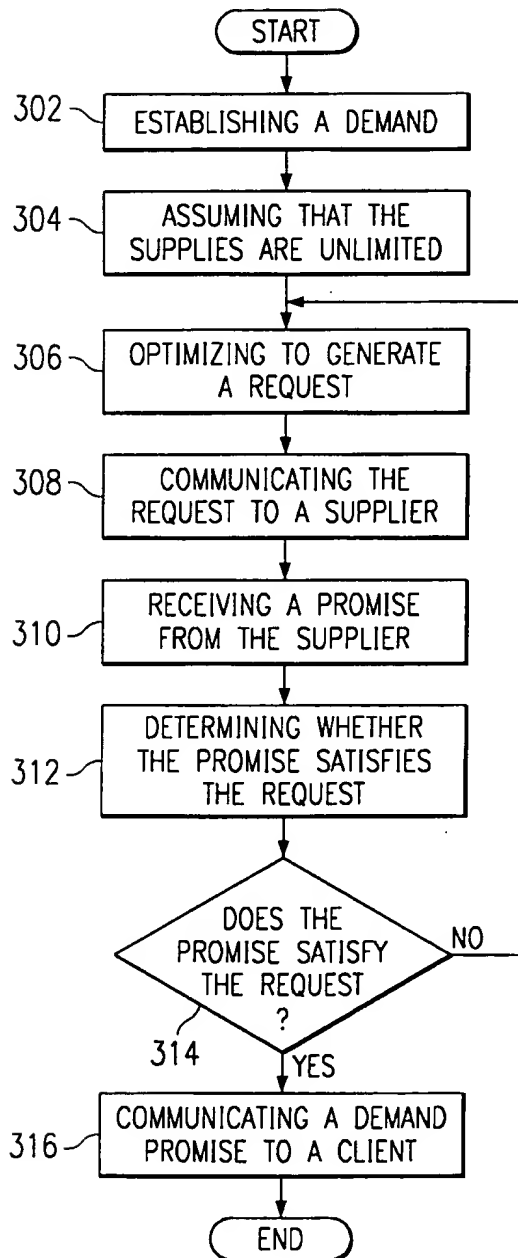 START
302
ESTABLISHING A DEMAND
304
ASSUMING THAT THE
SUPPLIES ARE UNLIMITED
306
OPTIMIZING TO GENERATE
A REQUEST
308
COMMUNICATING THE
REQUEST TO A SUPPLIER
310
RECEIVING A PROMISE
FROM THE SUPPLIER
312
DETERMINING WHETHER
THE PROMISE SATISFIES
THE REQUEST
DOES THE
PROMISE SATISFY
THE REQUEST
?
NO
314
YES
316
COMMUNICATING A DEMAND
PROMISE TO A CLIENT
END